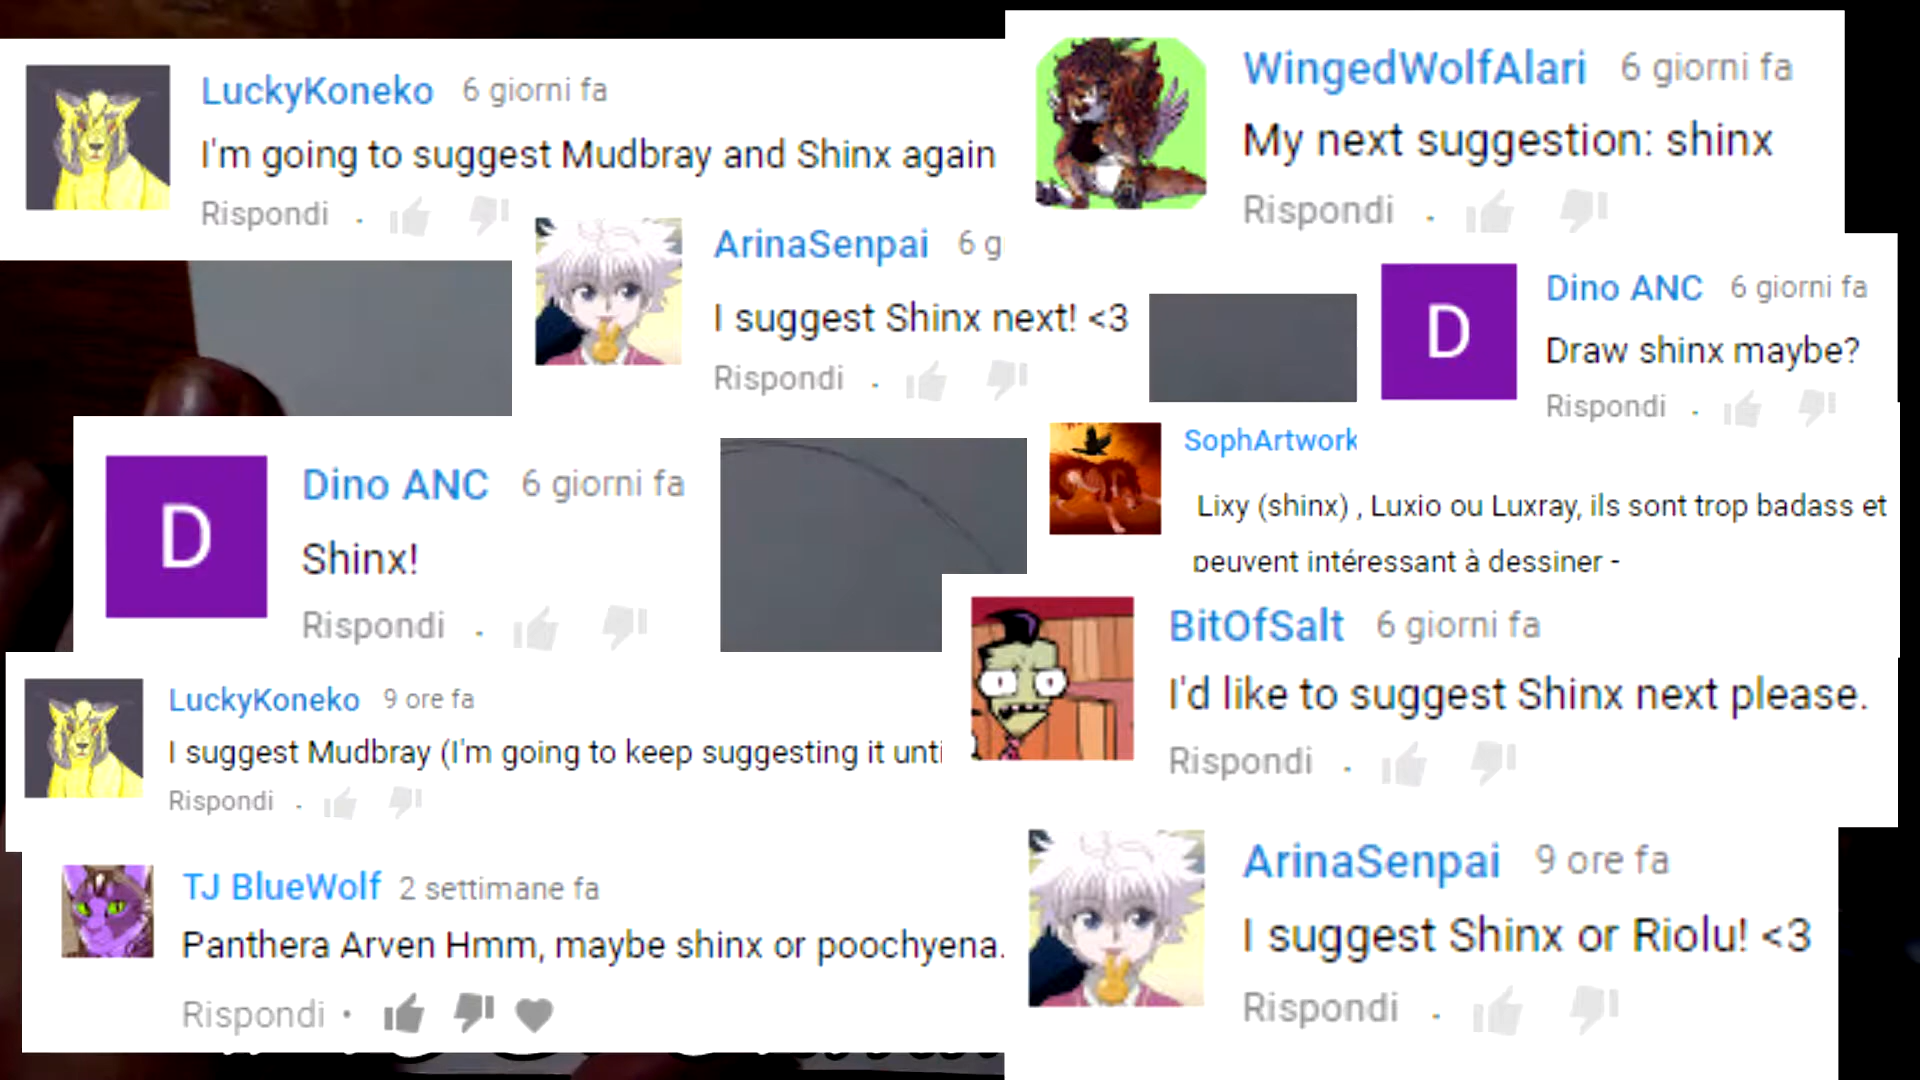 LuckyKoneko 6 giorni fa
I'm going to suggest Mudbray and Shinx again
Rispondi
WingedWolfAlari 6 giorni fa
My next suggestion: shinx
Rispondi
ArinaSenpai 6 g
I suggest Shinx next! <3
Rispondi
D
Dino ANC 6 giorni fa
Draw shinx maybe?
Rispondi
D
Dino ANC 6 giorni fa
Shinx!
Rispondi
SophArtwork
Lixy (shinx) , Luxio ou Luxray, ils sont trop badass et
peuvent intéressant à dessiner -
BitOfSalt 6 giorni fa
I'd like to suggest Shinx next please.
Rispondi
LuckyKoneko 9 ore fa
I suggest Mudbray (I'm going to keep suggesting it unti
Rispondi
TJ BlueWolf 2 settimane fa
Panthera Arven Hmm, maybe shinx or poochyena.
Rispondi
ArinaSenpai 9 ore fa
I suggest Shinx or Riolu! <3
Rispondi